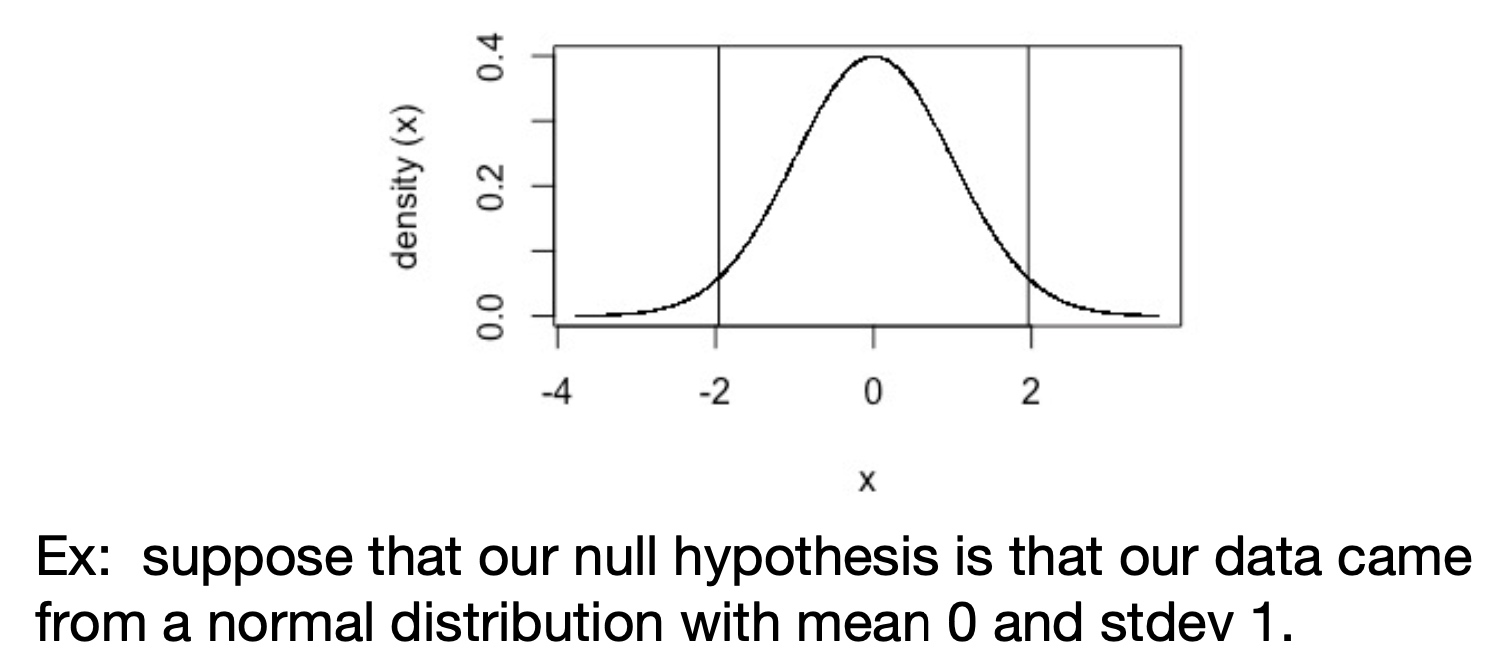 0.4
0.2
0.0
density (x)
-4 -2 0 2
x
Ex: suppose that our null hypothesis is that our data came
from a normal distribution with mean 0 and stdev 1.